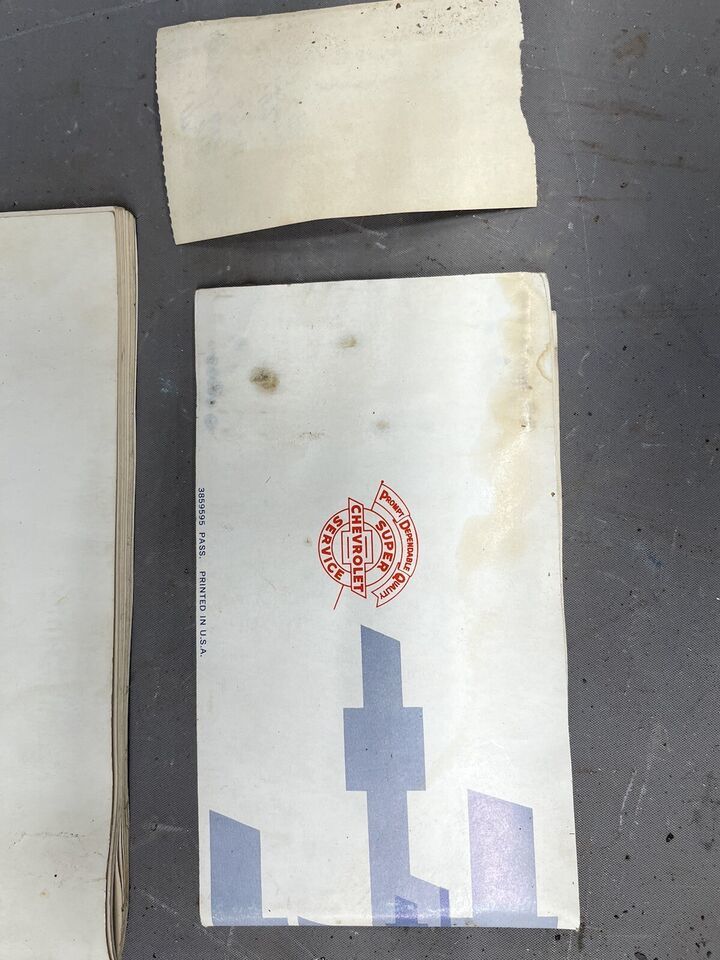 PROMPT DEPENDABLE QUALITY
SUPER
CHEVROLET
SERVICE
3859595 PASS. PRINTED IN U.S.A.